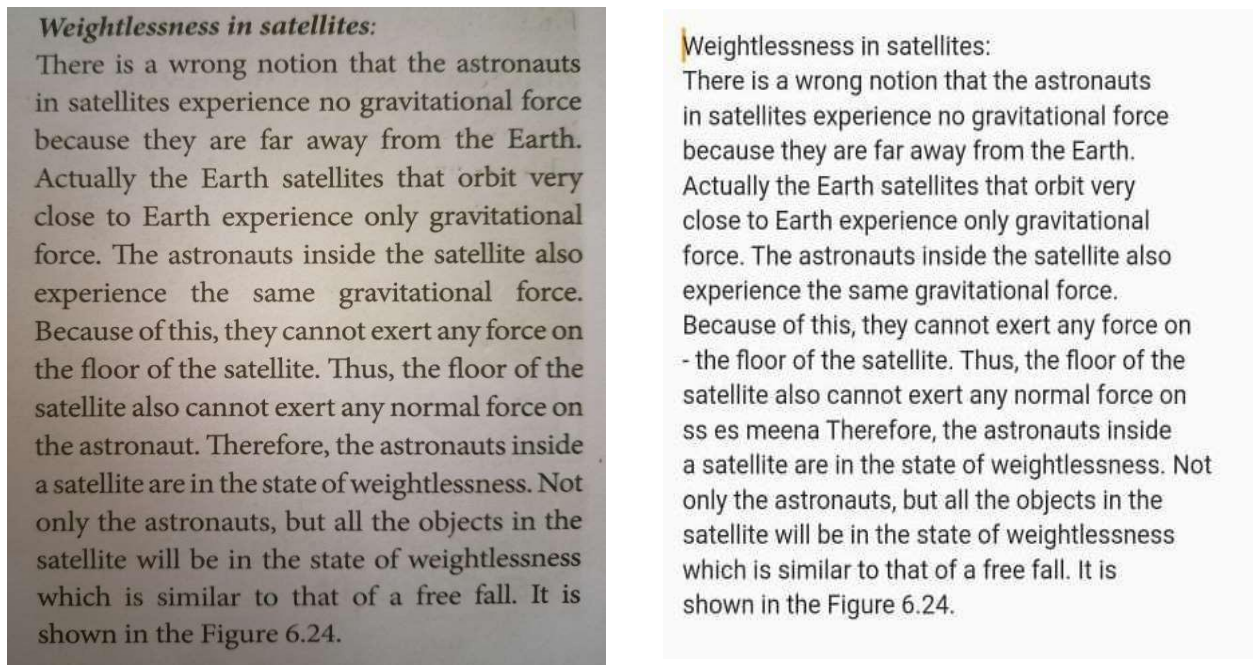 Weightlessness in satellites:
There is a wrong notion that the astronauts
in satellites experience no gravitational force
because they are far away from the Earth.
Actually the Earth satellites that orbit very
close to Earth experience only gravitational
force. The astronauts inside the satellite also
experience the same gravitational force.
Because of this, they cannot exert any force on
the floor of the satellite. Thus, the floor of the
satellite also cannot exert any normal force on
the astronaut. Therefore, the astronauts inside
a satellite are in the state of weightlessness. Not
only the astronauts, but all the objects in the
satellite will be in the state of weightlessness
which is similar to that of a free fall. It is
shown in the Figure 6.24.
Weightlessness in satellites:
There is a wrong notion that the astronauts
in satellites experience no gravitational force
because they are far away from the Earth.
Actually the Earth satellites that orbit very
close to Earth experience only gravitational
force. The astronauts inside the satellite also
experience the same gravitational force.
Because of this, they cannot exert any force on
- the floor of the satellite. Thus, the floor of the
satellite also cannot exert any normal force on
ss es meena Therefore, the astronauts inside
a satellite are in the state of weightlessness. Not
only the astronauts, but all the objects in the
satellite will be in the state of weightlessness
which is similar to that of a free fall. It is
shown in the Figure 6.24.